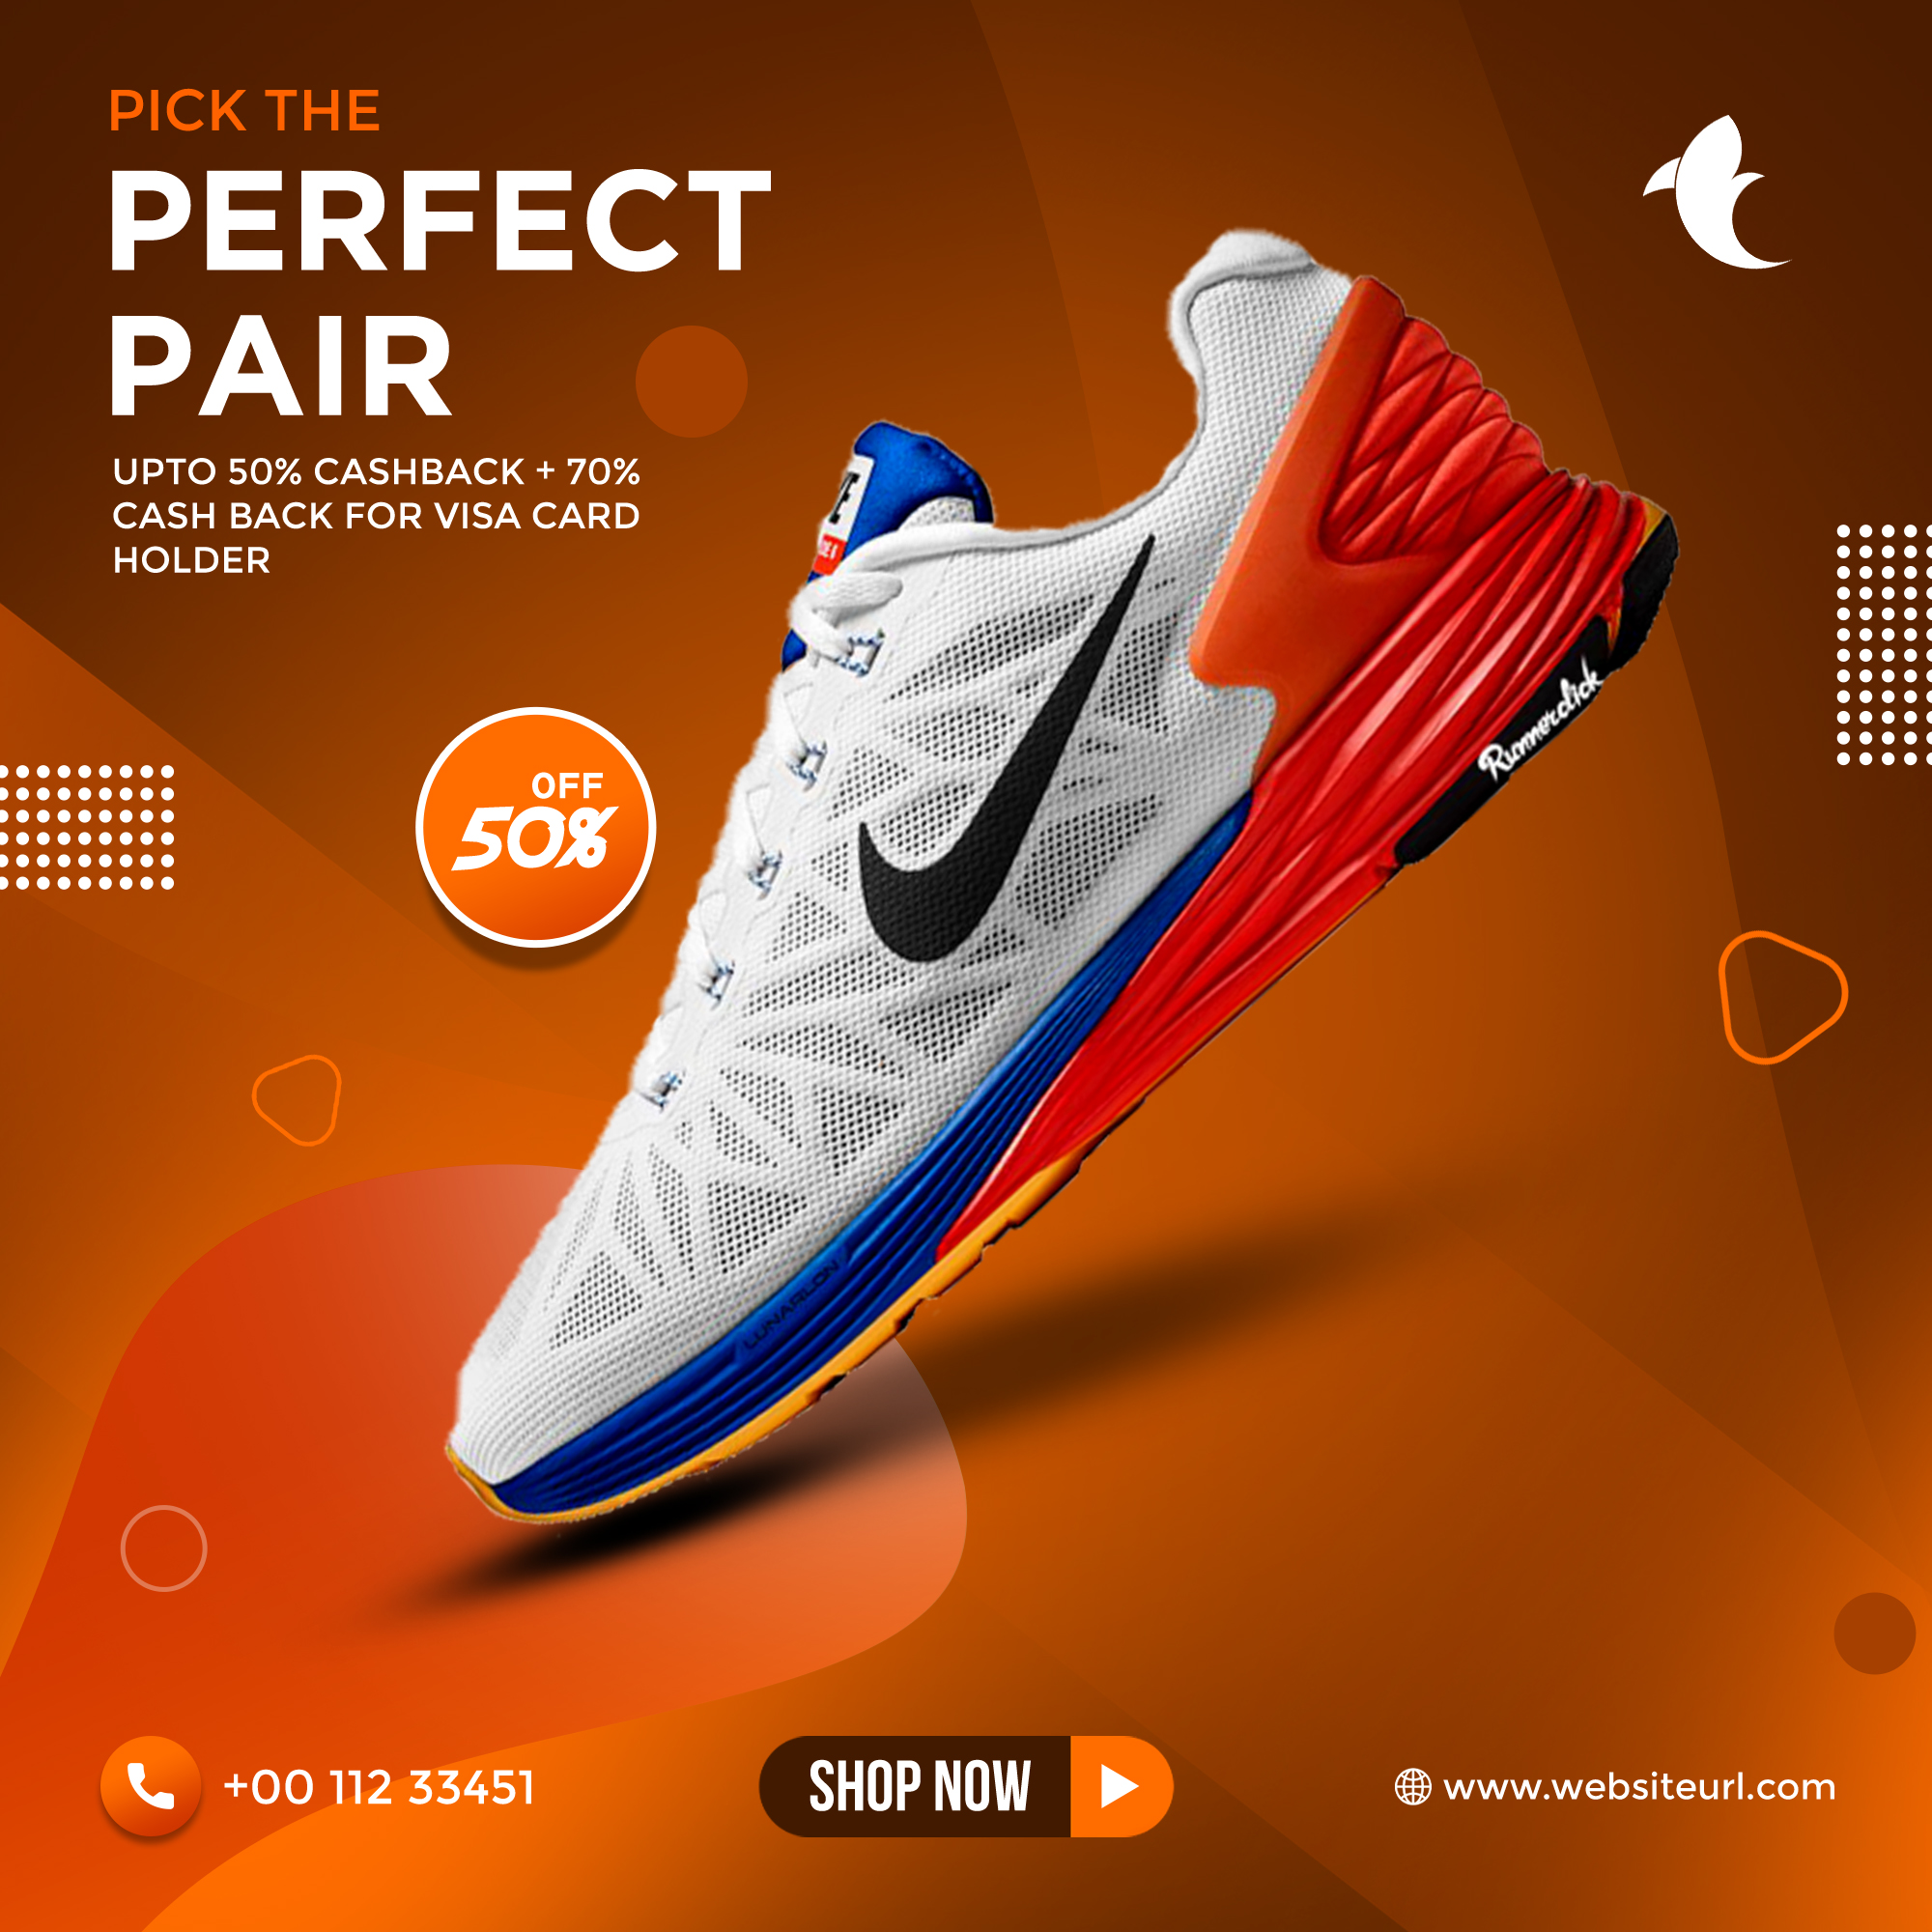 PICK THE
PERFECT
PAIR
UPTO 50% CASHBACK + 70%
CASH BACK FOR VISA CARD
HOLDER
OFF
50%
Runnerclick
LUNARLON
+00 112 33451
SHOP NOW
www.websiteurl.com